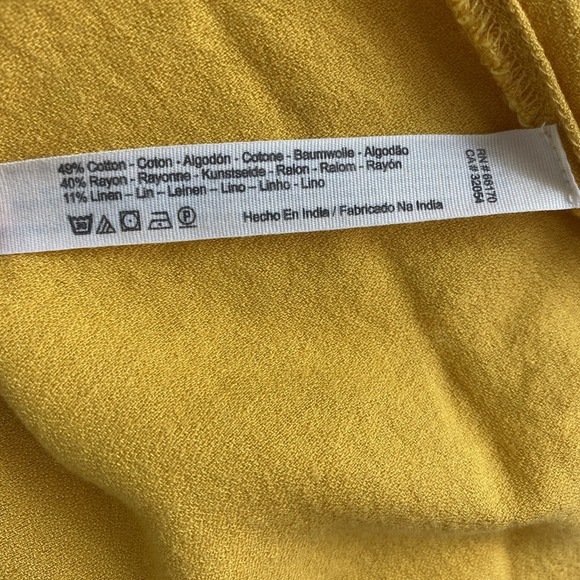 49% Cotton - Coton - Algodón - Cotone - Baumwolle - Algodão
40% Rayon - Rayonne - Kunstseide - Raion - Raiom - Rayón
11% Linen - Lin - Leinen - Lino - Linho - Lino
Hecho En India / Fabricado Na India
RN# 66170
CA# 32054